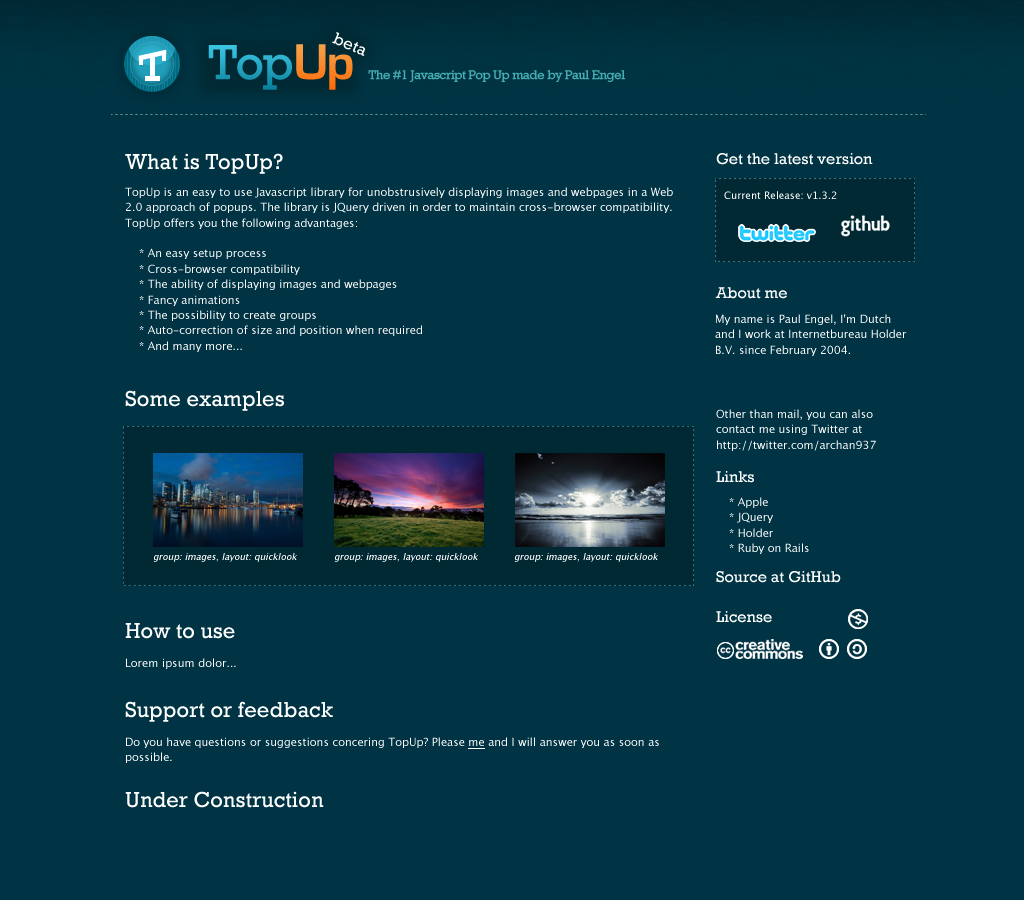 T TopUp beta
The #1 Javascript Pop Up made by Paul Engel
What is TopUp?
TopUp is an easy to use Javascript library for unobstrusively displaying images and webpages in a Web
2.0 approach of popups. The library is JQuery driven in order to maintain cross-browser compatibility.
TopUp offers you the following advantages:
* An easy setup process
* Cross-browser compatibility
* The ability of displaying images and webpages
* Fancy animations
* The possibility to create groups
* Auto-correction of size and position when required
* And many more...
Some examples
group: images, layout: quicklook
group: images, layout: quicklook
group: images, layout: quicklook
How to use
Lorem ipsum dolor...
Support or feedback
Do you have questions or suggestions concering TopUp? Please me and I will answer you as soon as
possible.
Under Construction
Get the latest version
Current Release: v1.3.2
twitter github
About me
My name is Paul Engel, I'm Dutch
and I work at Internetbureau Holder
B.V. since February 2004.
Other than mail, you can also
contact me using Twitter at
http://twitter.com/archan937
Links
* Apple
* JQuery
* Holder
* Ruby on Rails
Source at GitHub
License
cc creative
commons